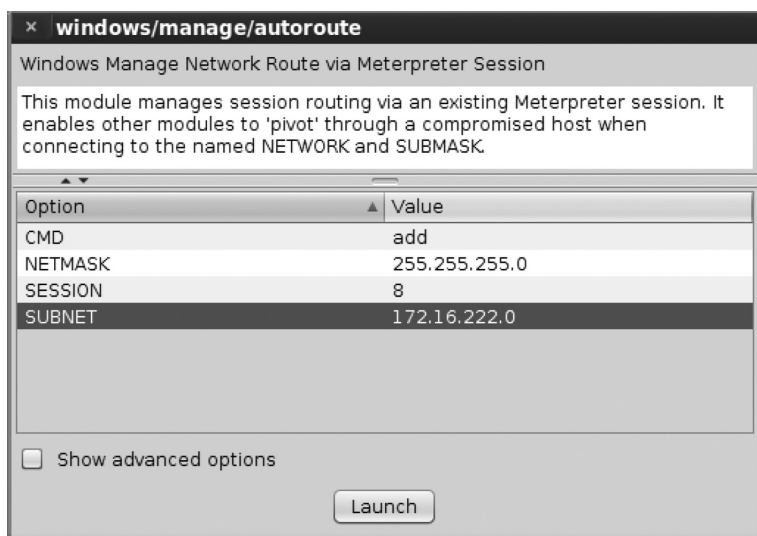 × windows/manage/autoroute
Windows Manage Network Route via Meterpreter Session
This module manages session routing via an existing Meterpreter session. It
enables other modules to 'pivot' through a compromised host when
connecting to the named NETWORK and SUBMASK.
Option Value
CMD add
NETMASK 255.255.255.0
SESSION 8
SUBNET 172.16.222.0
Show advanced options
Launch